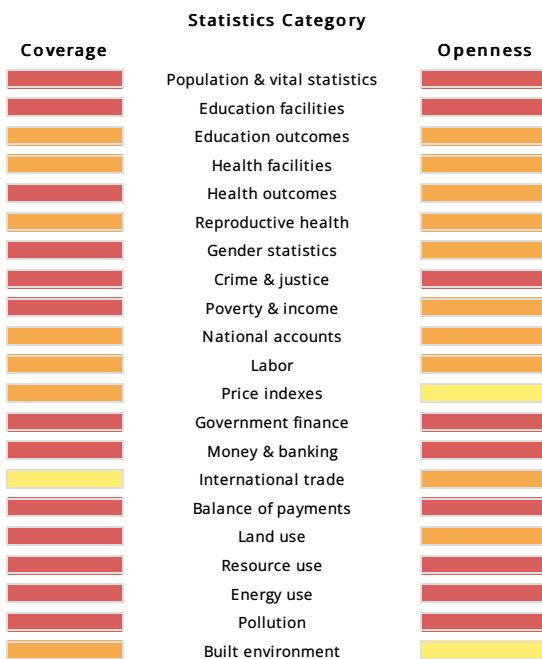 Statistics Category
Coverage Openness
Population & vital statistics
Education facilities
Education outcomes
Health facilities
Health outcomes
Reproductive health
Gender statistics
Crime & justice
Poverty & income
National accounts
Labor
Price indexes
Government finance
Money & banking
International trade
Balance of payments
Land use
Resource use
Energy use
Pollution
Built environment